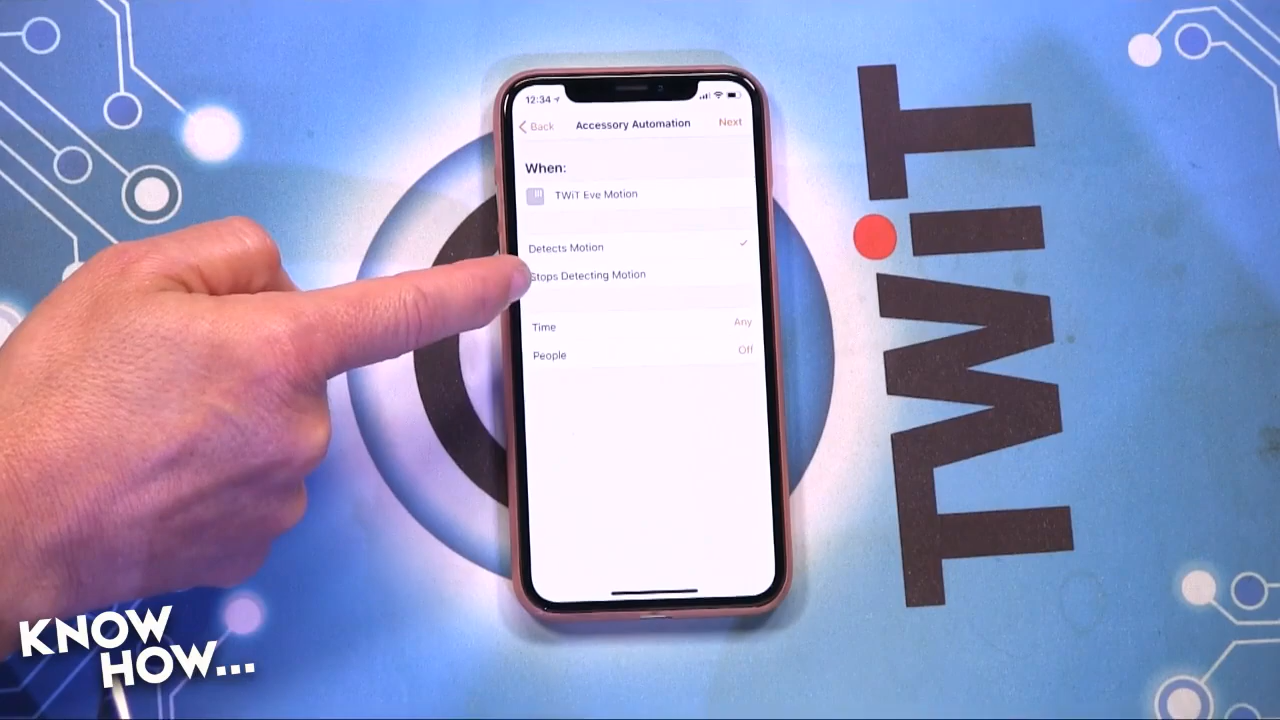 12:34
Back Accessory Automation Next
When:
TWiT Eve Motion
Detects Motion
Stops Detecting Motion
Time Any
People Off
TWiT
KNOW
HOW...